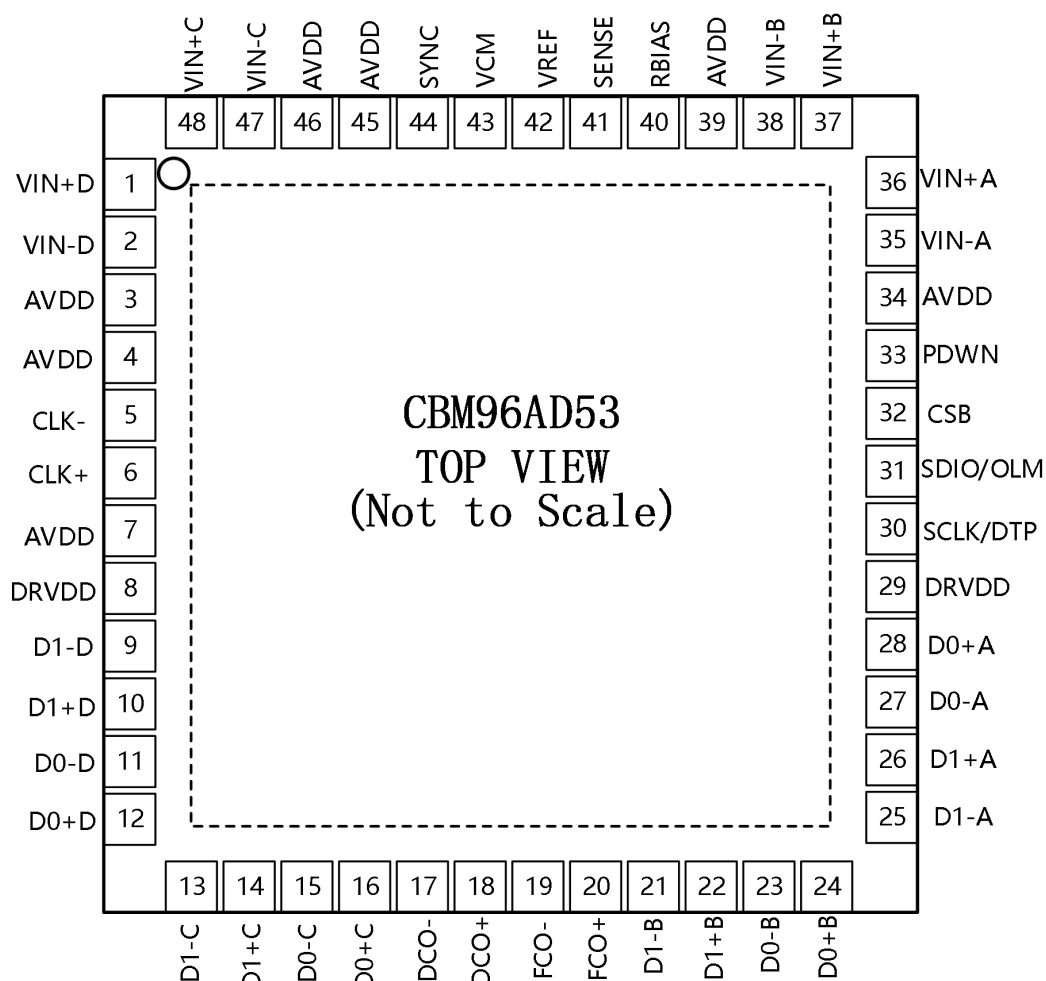 VIN+C VIN-C AVDD AVDD SYNC VCM VREF SENSE RBIAS AVDD VIN-B VIN+B
48 47 46 45 44 43 42 41 40 39 38 37
VIN+D 1 36 VIN+A
VIN-D 2 35 VIN-A
AVDD 3 34 AVDD
AVDD 4 33 PDWN
CLK- 5 32 CSB
CLK+ 6 31 SDIO/OLM
AVDD 7 30 SCLK/DTP
DRVDD 8 29 DRVDD
D1-D 9 28 D0+A
D1+D 10 27 D0-A
D0-D 11 26 D1+A
D0+D 12 25 D1-A
CBM96AD53
TOP VIEW
(Not to Scale)
13 14 15 16 17 18 19 20 21 22 23 24
D1-C D1+C D0-C D0+C DCO- DCO+ FCO- FCO+ D1-B D1+B D0-B D0+B